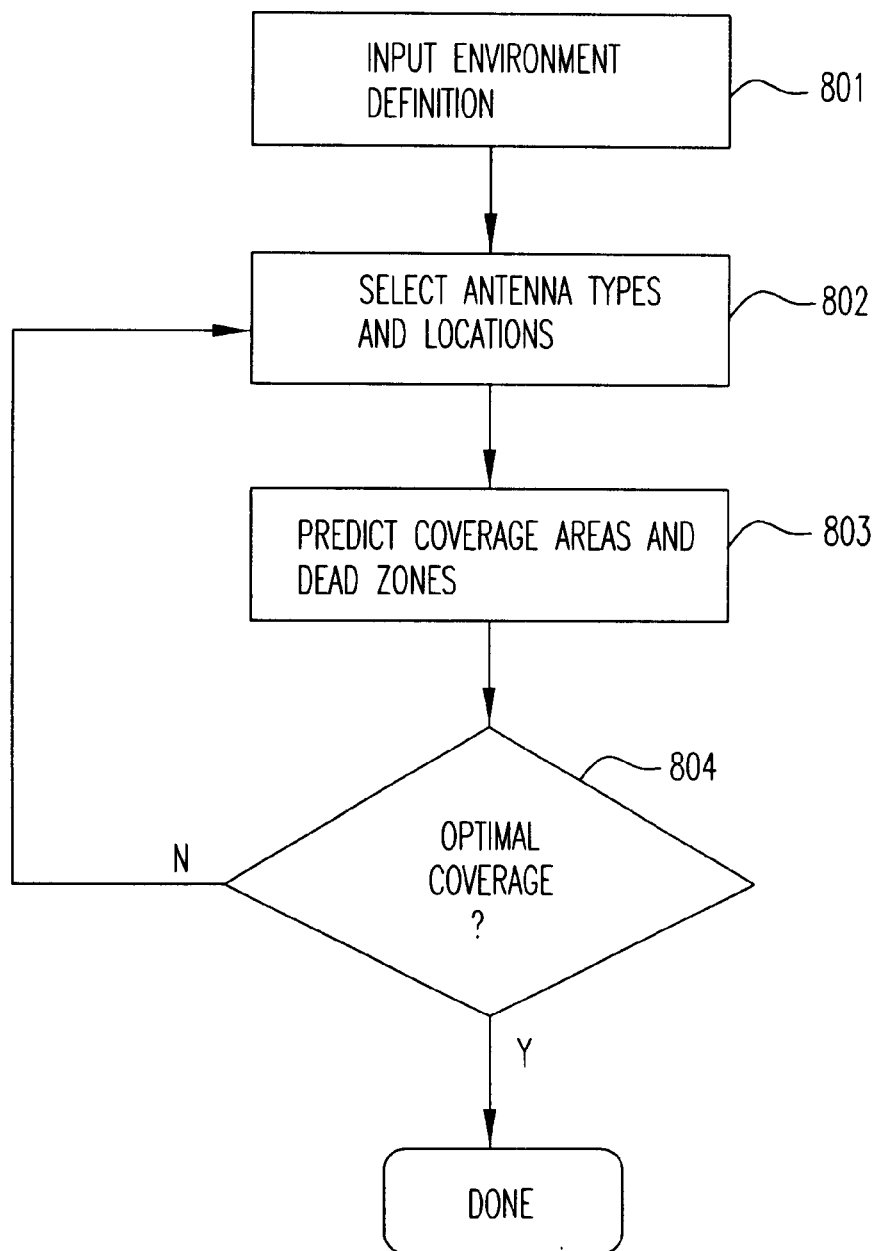 INPUT ENVIRONMENT
DEFINITION
801
SELECT ANTENNA TYPES
AND LOCATIONS
802
PREDICT COVERAGE AREAS AND
DEAD ZONES
803
804
OPTIMAL
COVERAGE
?
N
Y
DONE